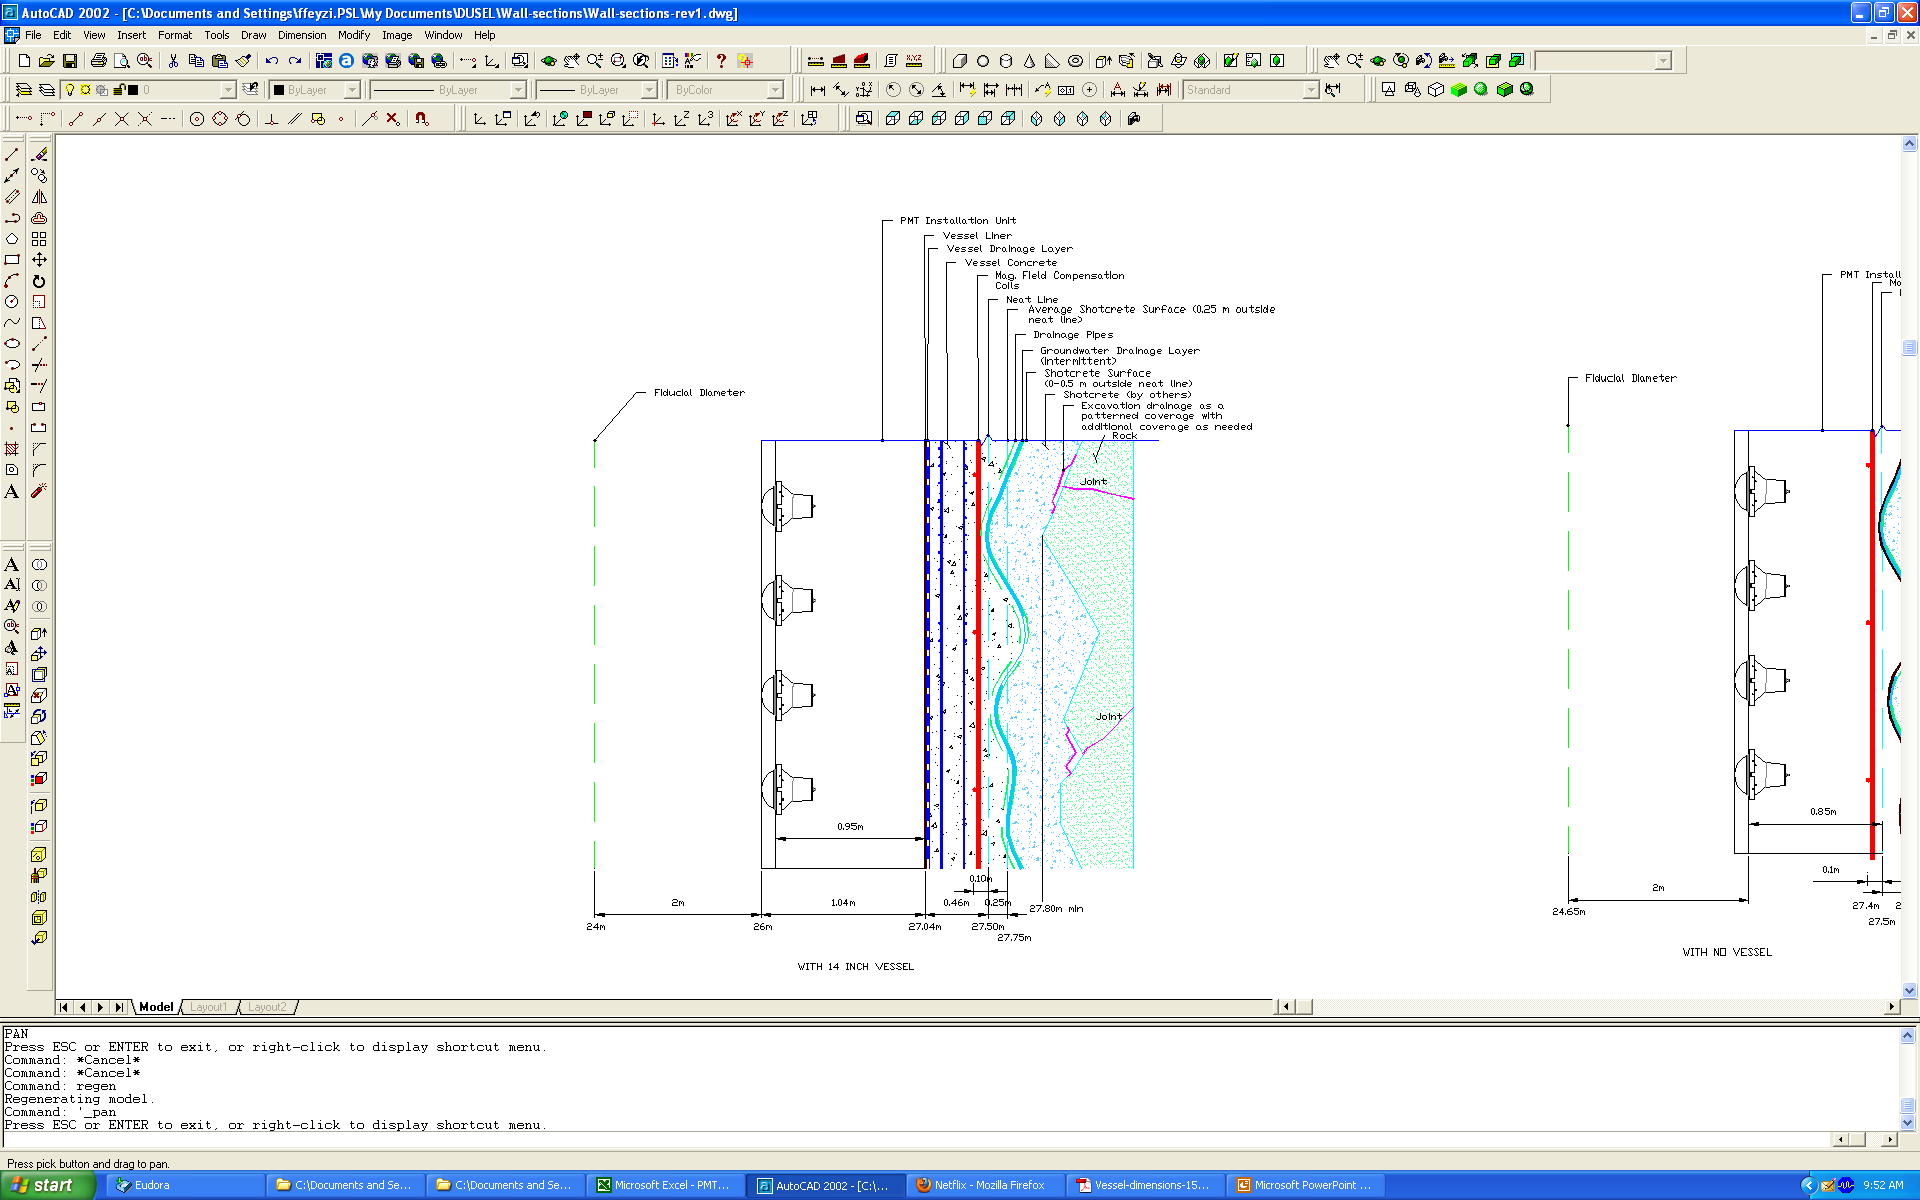 AutoCAD 2002 - [C:\Documents and Settings\ffeyzi.PSL\My Documents\DUSEL\Wall-sections\Wall-sections-rev1.dwg]
File Edit View Insert Format Tools Draw Dimension Modify Image Window Help
0 ByLayer ByLayer ByLayer ByColor Standard
PMT Installation Unit
Vessel Liner
Vessel Drainage Layer
Vessel Concrete
Mag. Field Compensation
Coils
Neat Line
Average Shotcrete Surface (0.25 m outside
neat line)
Drainage Pipes
Groundwater Drainage Layer
(Intermittent)
Shotcrete Surface
(0-0.5 m outside neat line)
Shotcrete (by others)
Excavation drainage as a
patterned coverage with
additional coverage as needed
Rock
Fiducial Diameter
Joint
Joint
0.95m
0.10m
2m
1.04m
0.46m
0.25m
27.80m min
24m
26m
27.04m
27.50m
27.75m
WITH 14 INCH VESSEL
PMT Install
Ma
Fiducial Diameter
0.85m
0.1m
2m
24.65m
27.4m
27.5m
WITH NO VESSEL
Model Layout1 Layout2
PAN
Press ESC or ENTER to exit, or right-click to display shortcut menu.
Command: *Cancel*
Command: *Cancel*
Command: regen
Regenerating model.
Command: '_pan
Press ESC or ENTER to exit, or right-click to display shortcut menu.
Press pick button and drag to pan.
start Eudora C:\Documents and Se... C:\Documents and Se... Microsoft Excel - PMT... AutoCAD 2002 - [C:\... Netflix - Mozilla Firefox Vessel-dimensions-15... Microsoft PowerPoint ... 9:52 AM